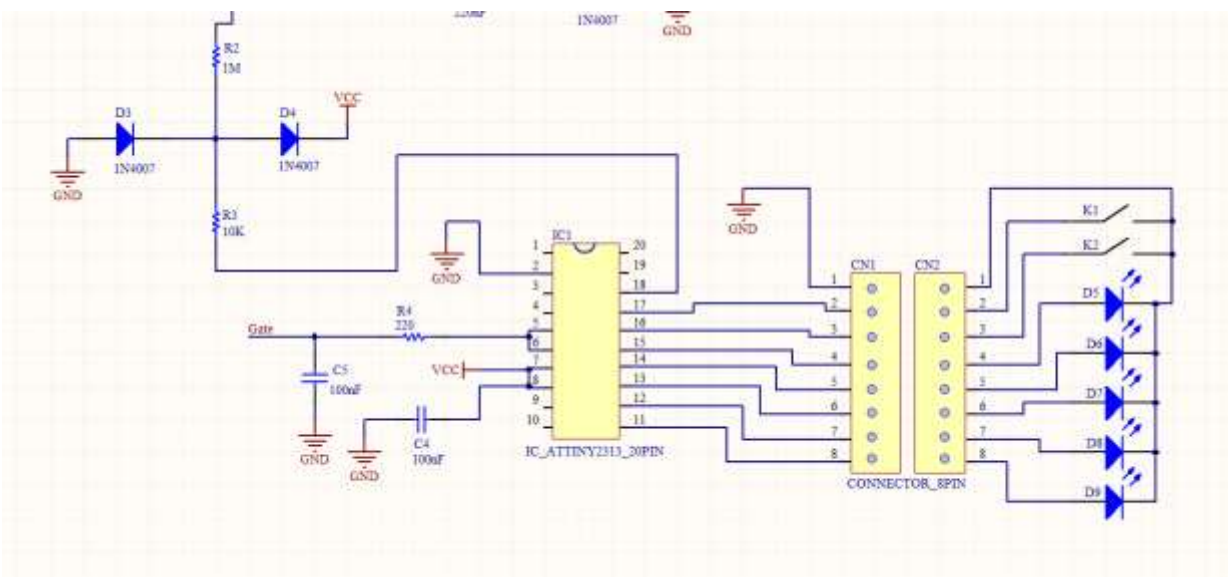 1N4007
GND
R2
1M
VCC
D3
D4
1N4007
1N4007
GND
R3
10K
GND
GND
IC1
1
2
3
4
5
6
7
8
9
10
20
19
18
17
16
15
14
13
12
11
IC_ATTINY2313_20PIN
Gate
R4
220
VCC
C5
100nF
GND
C4
100nF
GND
CN1
1
2
3
4
5
6
7
8
CN2
1
2
3
4
5
6
7
8
CONNECTOR_8PIN
K1
K2
D5
D6
D7
D8
D9